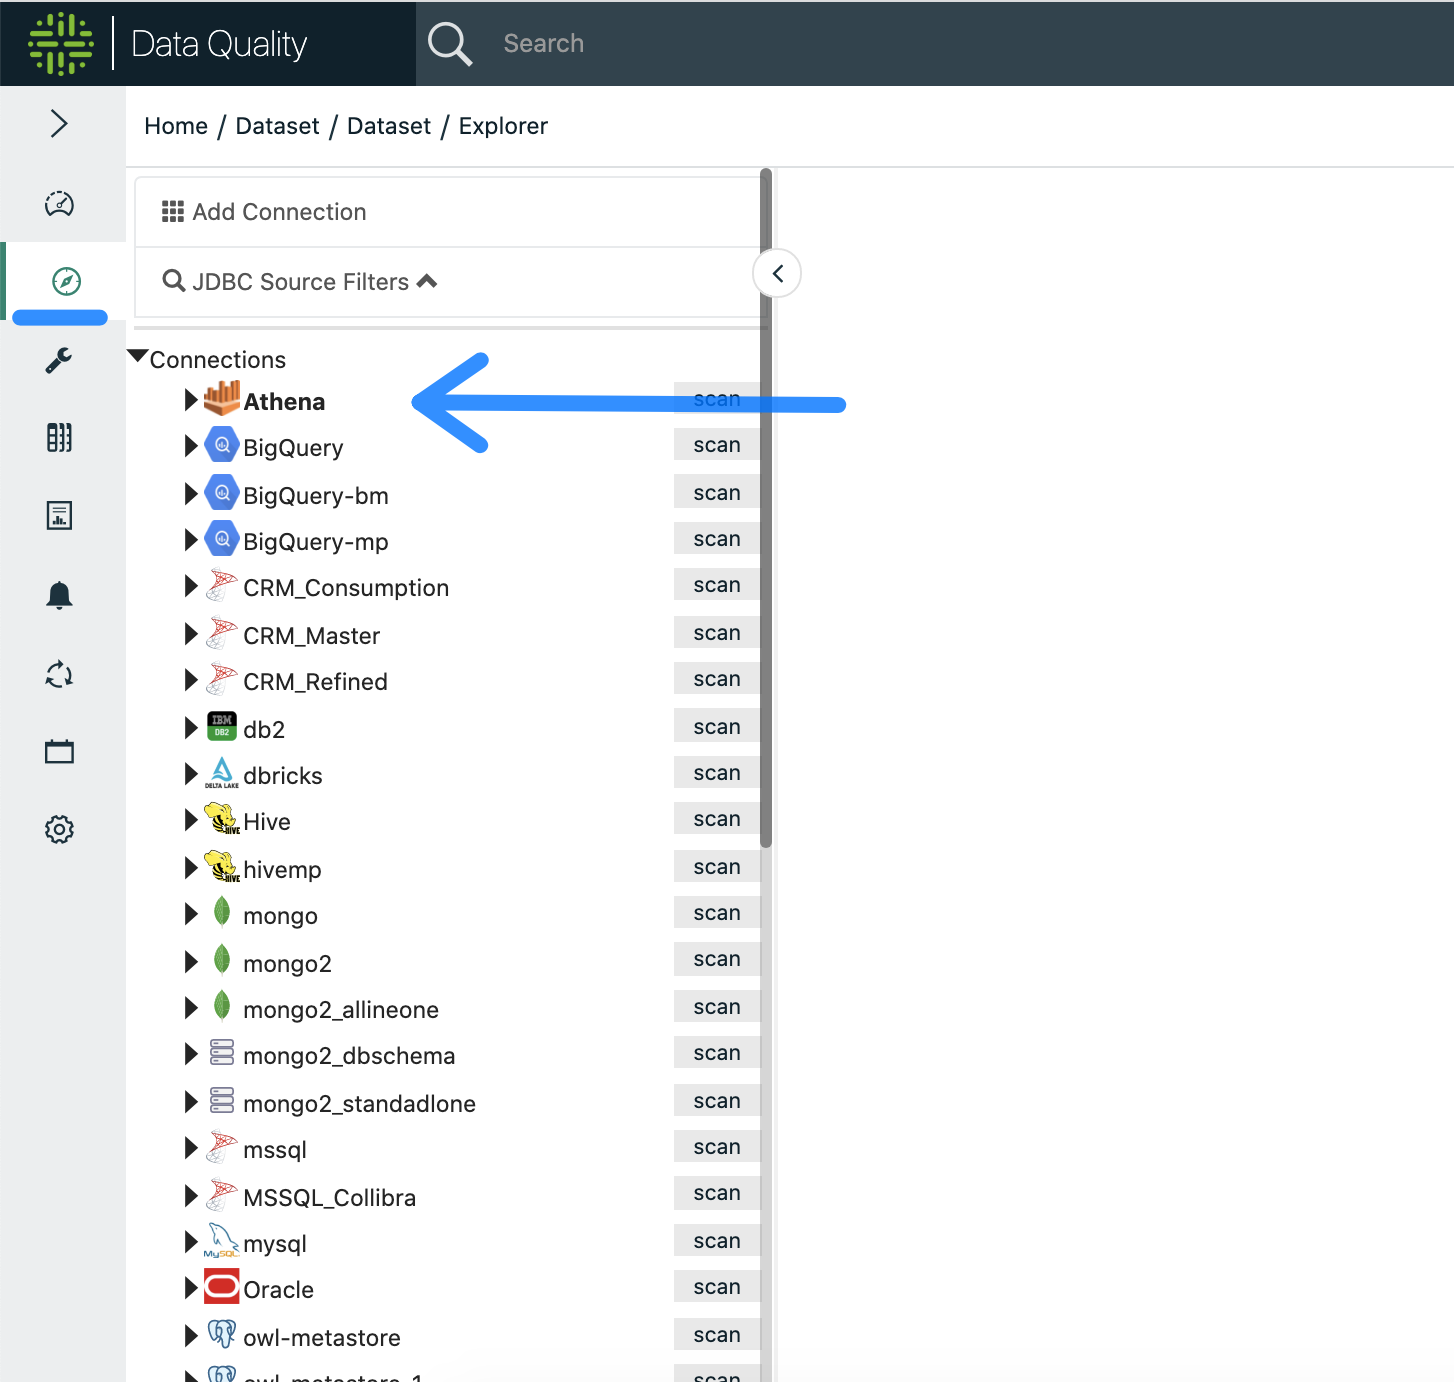 Data Quality
Search
Home / Dataset / Dataset / Explorer
Add Connection
JDBC Source Filters
Connections
Athena scan
BigQuery scan
BigQuery-bm scan
BigQuery-mp scan
CRM_Consumption scan
CRM_Master scan
CRM_Refined scan
IBM DB2 db2 scan
DELTA LAKE dbricks scan
HIVE Hive scan
HIVE hivemp scan
mongo scan
mongo2 scan
mongo2_allineone scan
mongo2_dbschema scan
mongo2_standadlone scan
mssql scan
MSSQL_Collibra scan
MySQL mysql scan
Oracle scan
owl-metastore scan
owl-metastore-1 scan